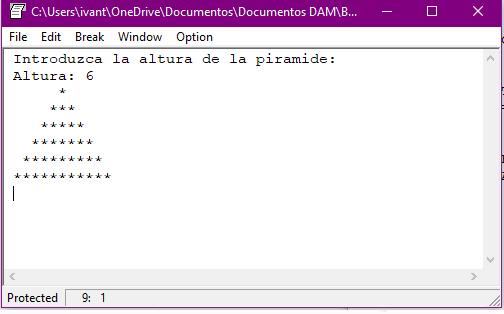 C:\Users\ivant\OneDrive\Documentos\Documentos DAM\B...
File Edit Break Window Option
Introduzca la altura de la piramide:
Altura: 6
     *
    ***
   *****
  *******
 *********
***********
Protected 9: 1